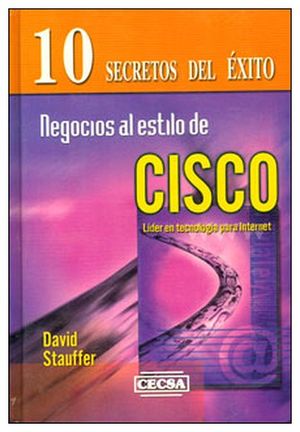 10 SECRETOS DEL ÉXITO
Negocios al estilo de
CISCO
Líder en tecnología para Internet
@
David
Stauffer
CECSA